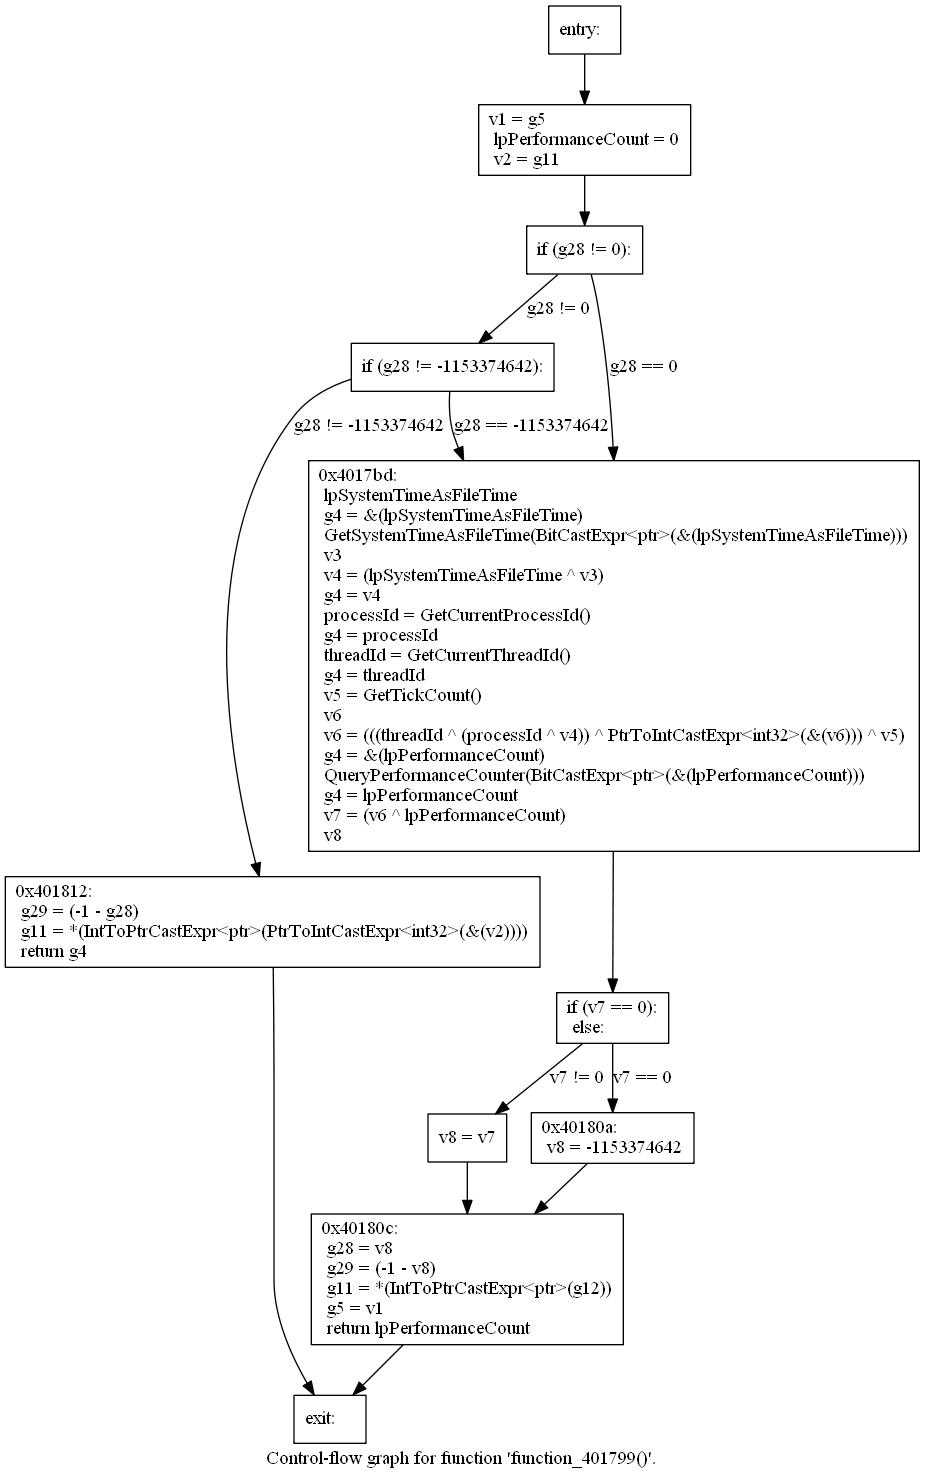 entry:
v1 = g5
lpPerformanceCount = 0
v2 = g11
if (g28 != 0):
g28 != 0
if (g28 != -1153374642):
g28 == 0
g28 != -1153374642
g28 == -1153374642
0x4017bd:
lpSystemTimeAsFileTime
g4 = &(lpSystemTimeAsFileTime)
GetSystemTimeAsFileTime(BitCastExpr<ptr>(&(lpSystemTimeAsFileTime)))
v3
v4 = (lpSystemTimeAsFileTime ^ v3)
g4 = v4
processId = GetCurrentProcessId()
g4 = processId
threadId = GetCurrentThreadId()
g4 = threadId
v5 = GetTickCount()
v6
v6 = (((threadId ^ (processId ^ v4)) ^ PtrToIntCastExpr<int32>(&(v6))) ^ v5)
g4 = &(lpPerformanceCount)
QueryPerformanceCounter(BitCastExpr<ptr>(&(lpPerformanceCount)))
g4 = lpPerformanceCount
v7 = (v6 ^ lpPerformanceCount)
v8
0x401812:
g29 = (-1 - g28)
g11 = *(IntToPtrCastExpr<ptr>(PtrToIntCastExpr<int32>(&(v2))))
return g4
if (v7 == 0):
else:
v7 != 0
v7 == 0
v8 = v7
0x40180a:
v8 = -1153374642
0x40180c:
g28 = v8
g29 = (-1 - v8)
g11 = *(IntToPtrCastExpr<ptr>(g12))
g5 = v1
return lpPerformanceCount
exit:
Control-flow graph for function 'function_401799()'.